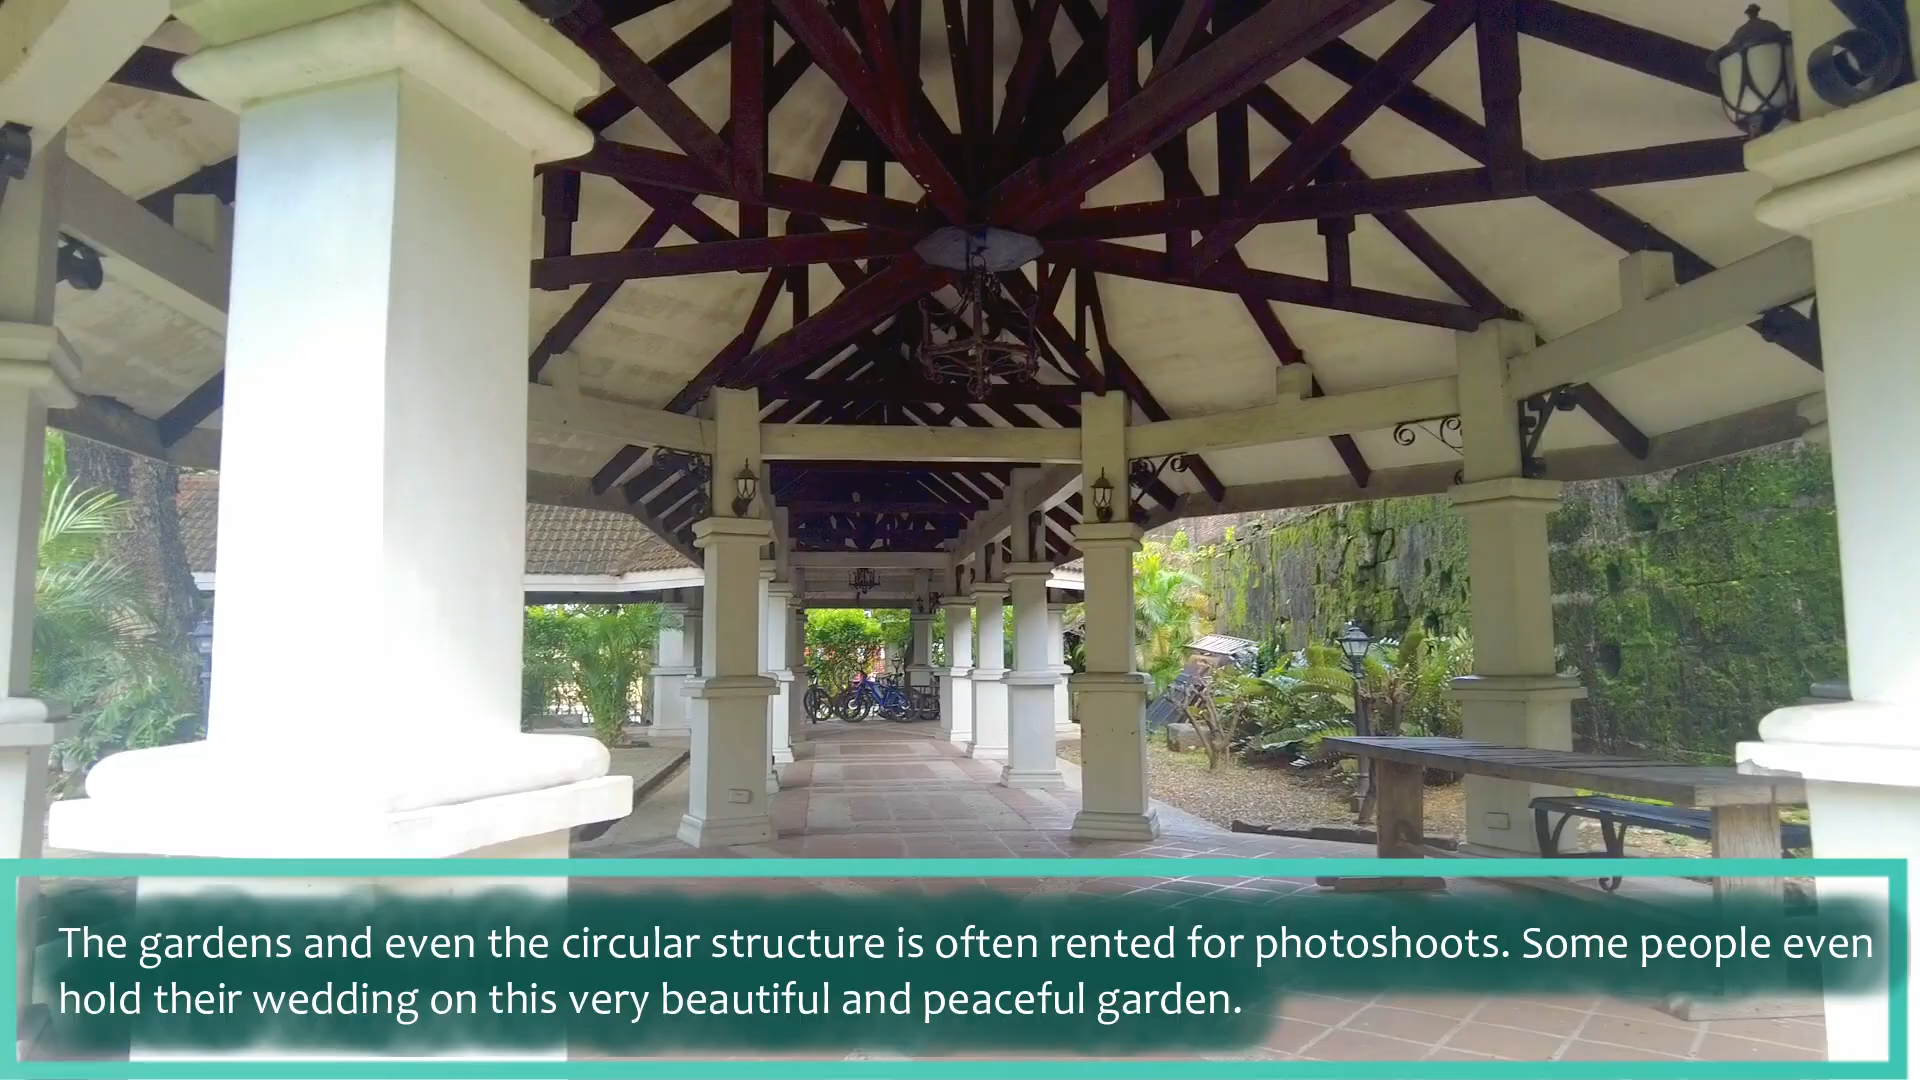 The gardens and even the circular structure is often rented for photoshoots. Some people even
hold their wedding on this very beautiful and peaceful garden.